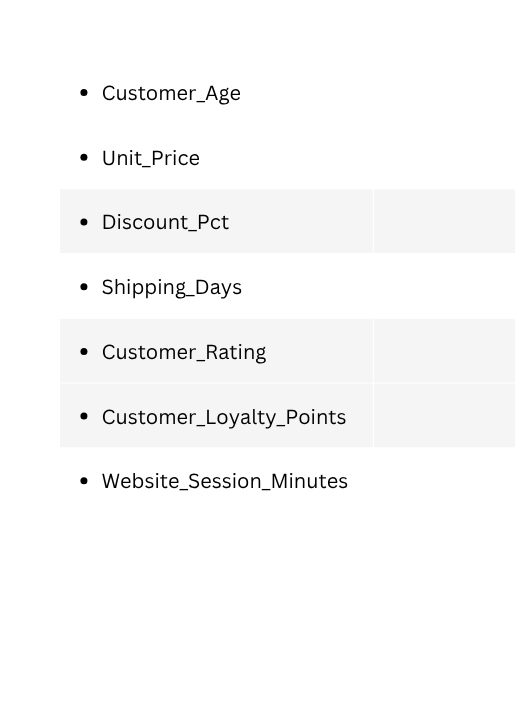 • Customer_Age
• Unit_Price
• Discount_Pct
• Shipping_Days
• Customer_Rating
• Customer_Loyalty_Points
• Website_Session_Minutes